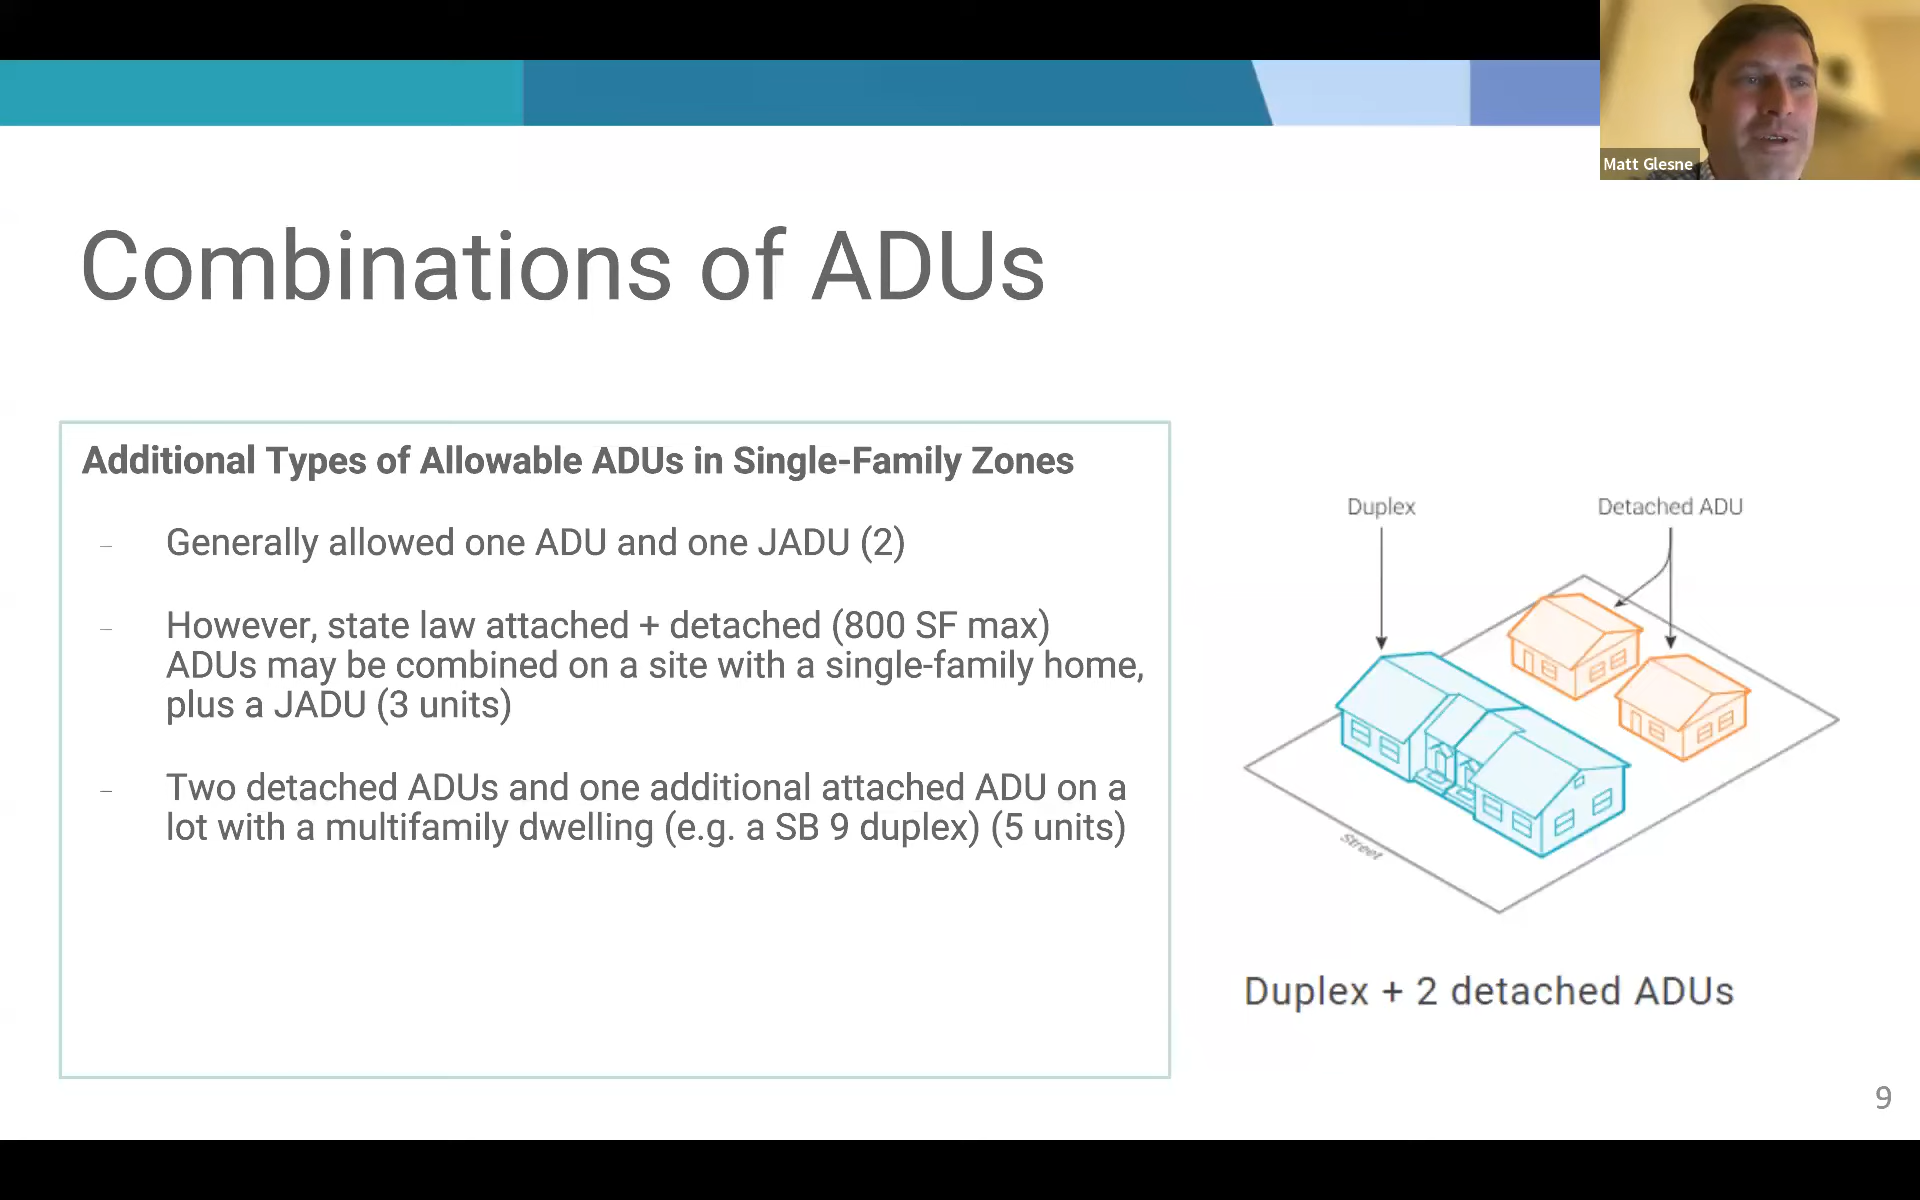 Matt Glesne
Combinations of ADUs
Additional Types of Allowable ADUs in Single-Family Zones
- Generally allowed one ADU and one JADU (2)
- However, state law attached + detached (800 SF max)
ADUs may be combined on a site with a single-family home,
plus a JADU (3 units)
- Two detached ADUs and one additional attached ADU on a
lot with a multifamily dwelling (e.g. a SB 9 duplex) (5 units)
Duplex
Detached ADU
Street
Duplex + 2 detached ADUs
9